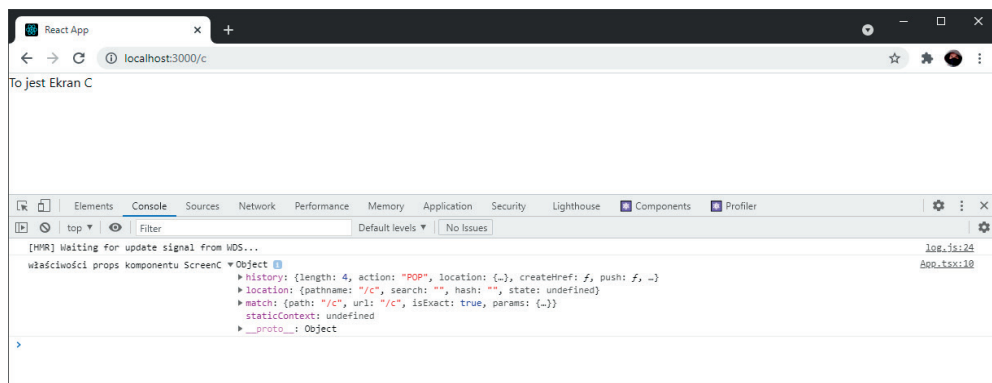 React App
localhost:3000/c
To jest Ekran C
Elements Console Sources Network Performance Memory Application Security Lighthouse Components Profiler
top ▼ Filter Default levels ▼ No Issues
[HMR] Waiting for update signal from WDS... log.js:24
właściwości props komponentu ScreenC ▼Object i App.tsx:10
▶history: {length: 4, action: "POP", location: {…}, createHref: ƒ, push: ƒ, …}
▶location: {pathname: "/c", search: "", hash: "", state: undefined}
▶match: {path: "/c", url: "/c", isExact: true, params: {…}}
staticContext: undefined
▶__proto__: Object